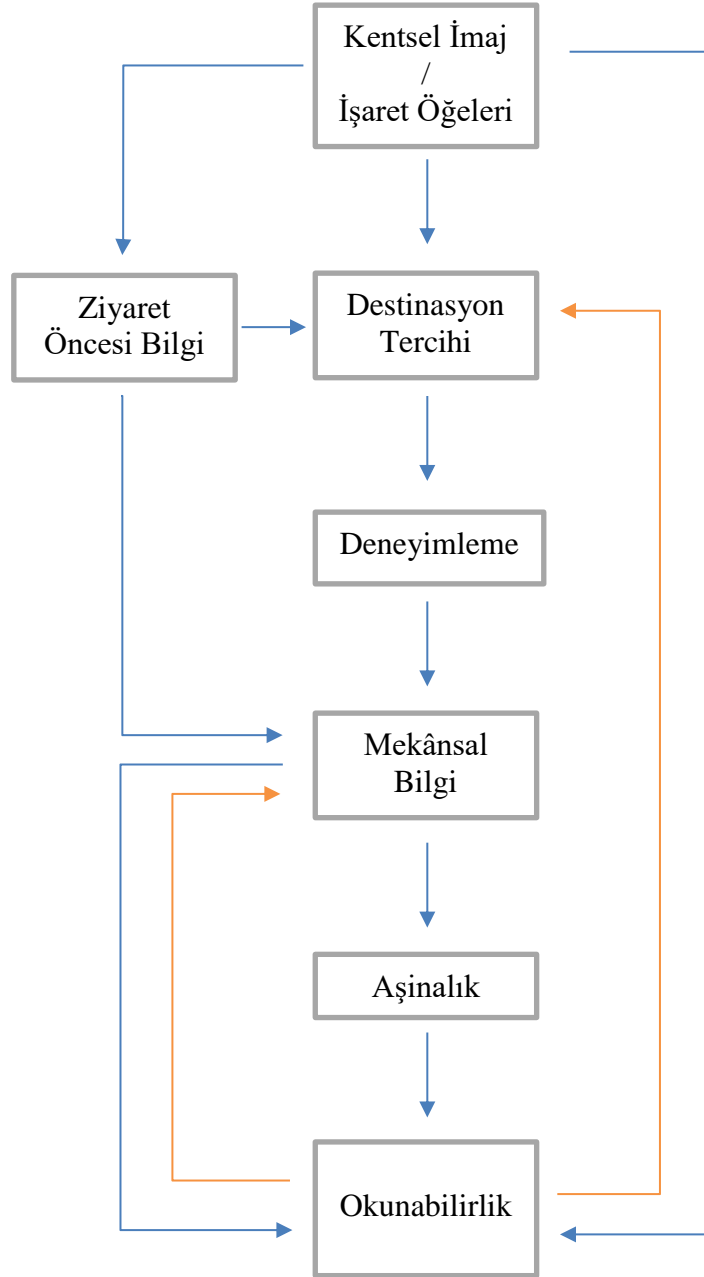 Kentsel İmaj
/
İşaret Öğeleri
Ziyaret
Öncesi Bilgi
Destinasyon
Tercihi
Deneyimleme
Mekânsal
Bilgi
Aşinalık
Okunabilirlik